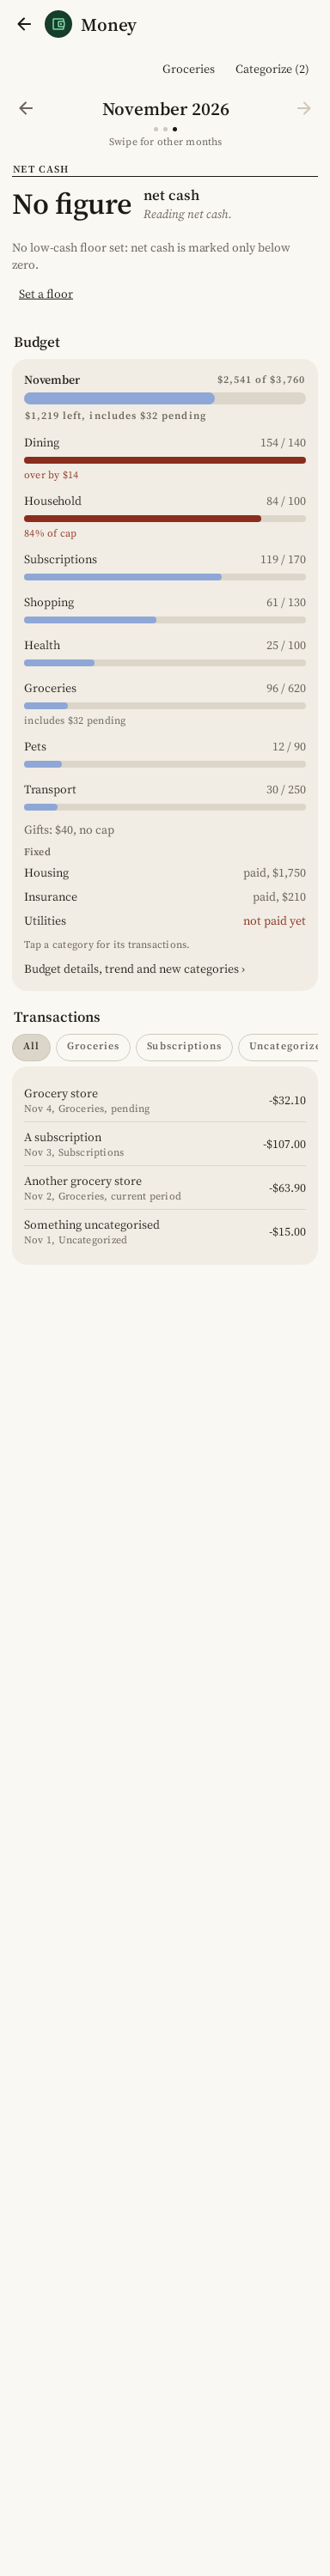 Money
Groceries Categorize (2)
November 2026
Swipe for other months
NET CASH
No figure
net cash
Reading net cash.
No low-cash floor set: net cash is marked only below
zero.
Set a floor
Budget
November $2,541 of $3,760
$1,219 left, includes $32 pending
Dining 154 / 140
over by $14
Household 84 / 100
84% of cap
Subscriptions 119 / 170
Shopping 61 / 130
Health 25 / 100
Groceries 96 / 620
includes $32 pending
Pets 12 / 90
Transport 30 / 250
Gifts: $40, no cap
Fixed
Housing paid, $1,750
Insurance paid, $210
Utilities not paid yet
Tap a category for its transactions.
Budget details, trend and new categories ›
Transactions
All Groceries Subscriptions Uncategorize
Grocery store -$32.10
Nov 4, Groceries, pending
A subscription -$107.00
Nov 3, Subscriptions
Another grocery store -$63.90
Nov 2, Groceries, current period
Something uncategorised -$15.00
Nov 1, Uncategorized